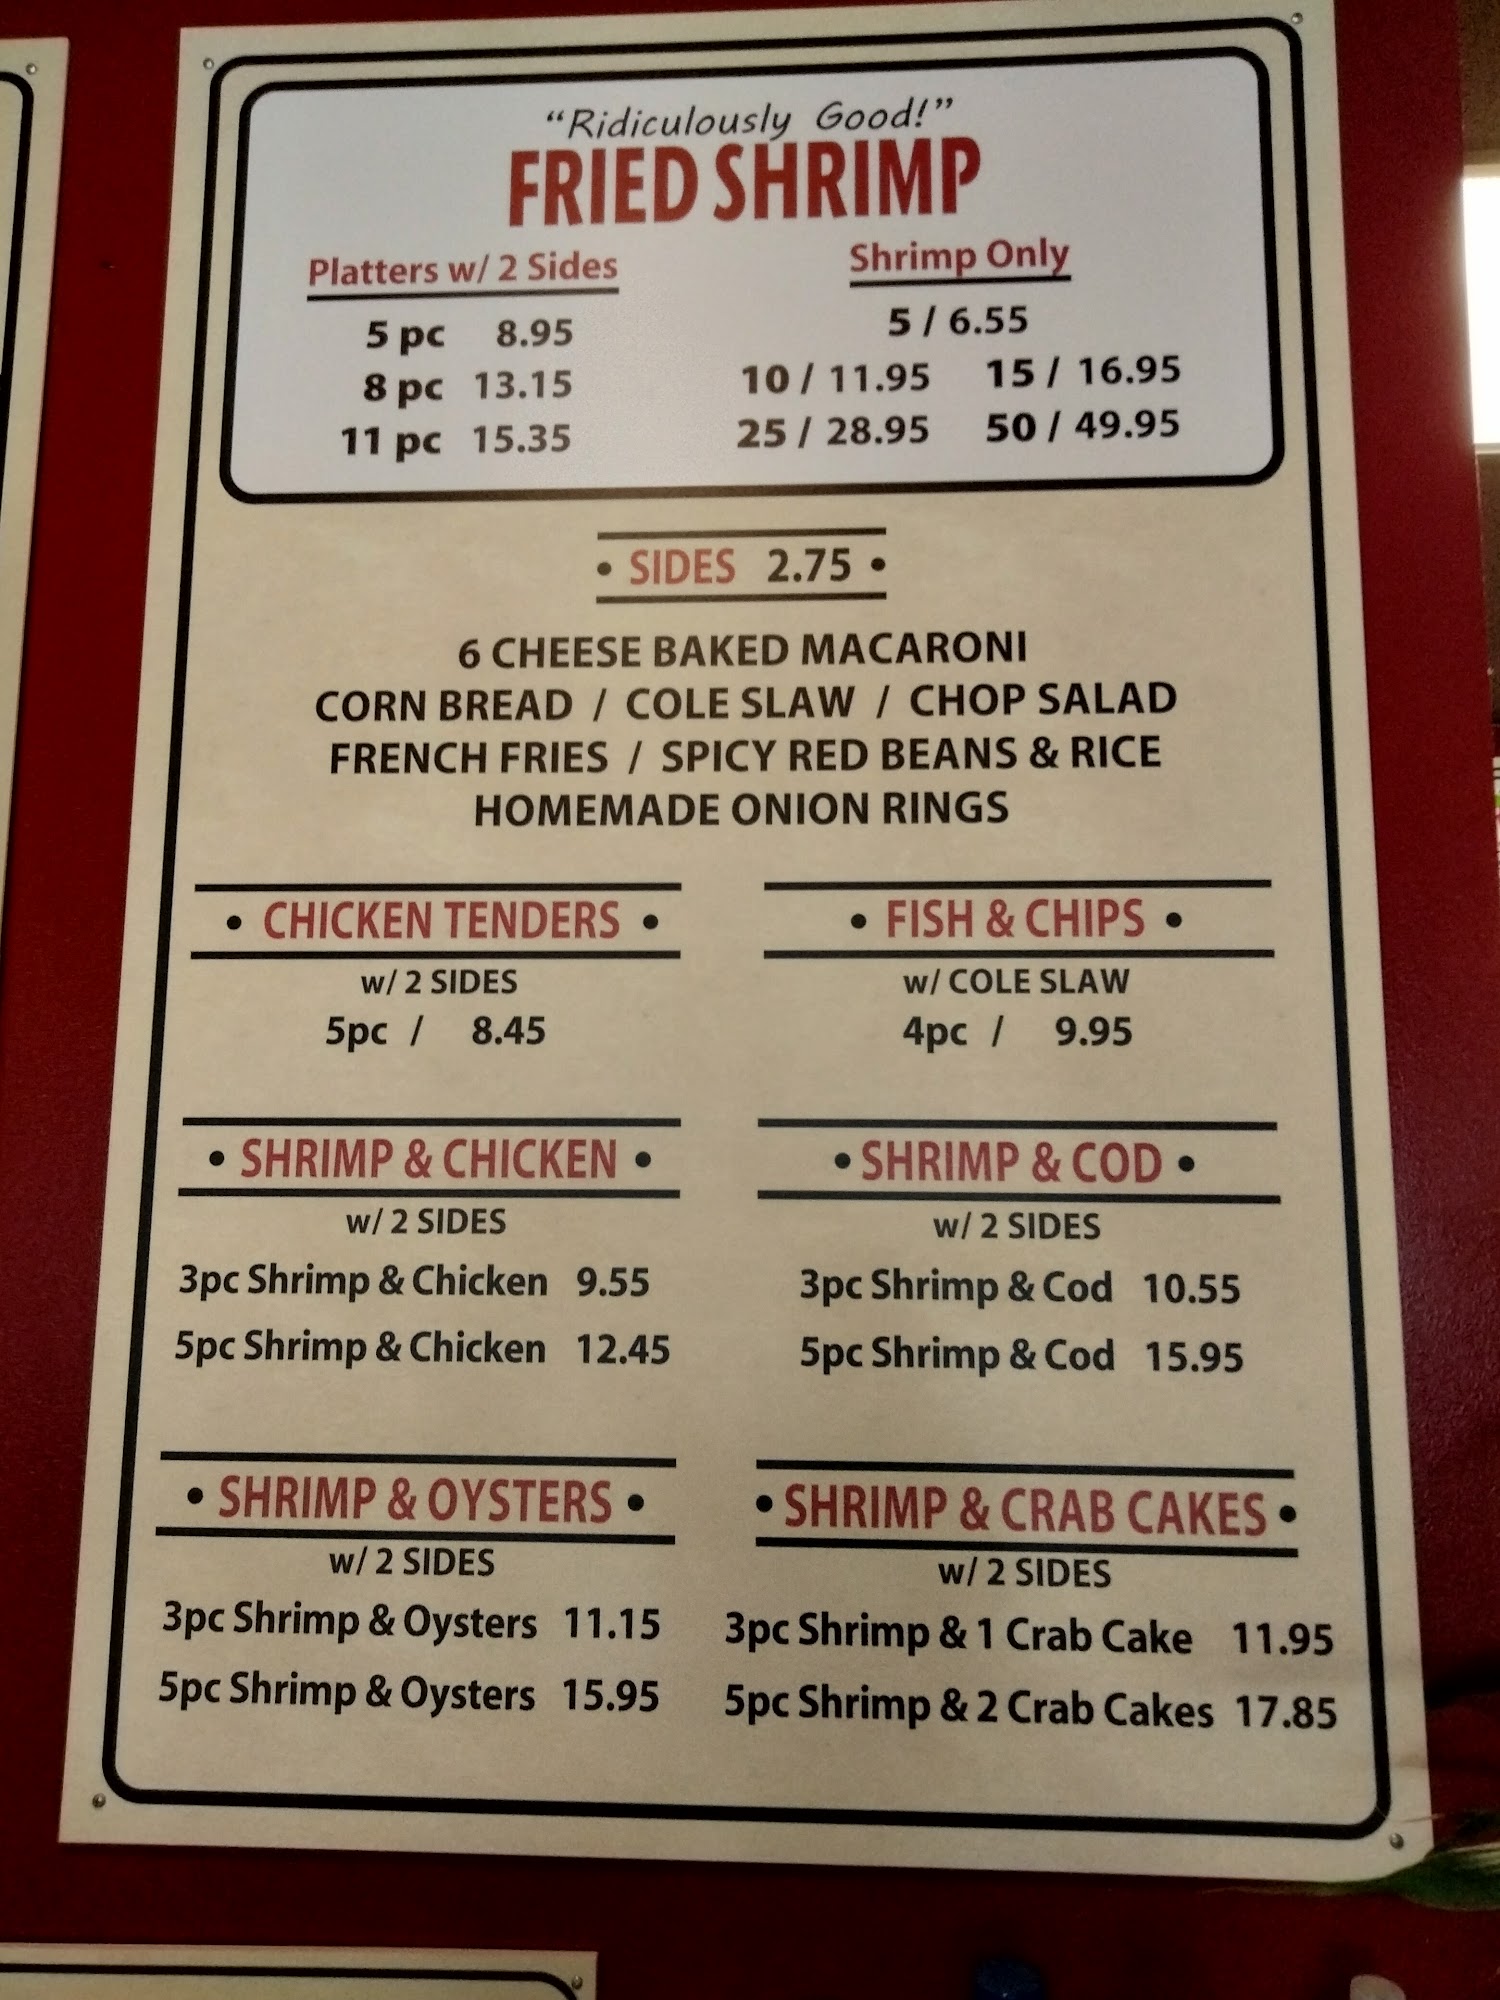 "Ridiculously Good!"
FRIED SHRIMP
Platters w/ 2 Sides
5 pc 8.95
8 pc 13.15
11 pc 15.35
Shrimp Only
5 / 6.55
10 / 11.95 15 / 16.95
25 / 28.95 50 / 49.95
• SIDES 2.75 •
6 CHEESE BAKED MACARONI
CORN BREAD / COLE SLAW / CHOP SALAD
FRENCH FRIES / SPICY RED BEANS & RICE
HOMEMADE ONION RINGS
• CHICKEN TENDERS •
w/ 2 SIDES
5pc / 8.45
• FISH & CHIPS •
w/ COLE SLAW
4pc / 9.95
• SHRIMP & CHICKEN •
w/ 2 SIDES
3pc Shrimp & Chicken 9.55
5pc Shrimp & Chicken 12.45
• SHRIMP & COD •
w/ 2 SIDES
3pc Shrimp & Cod 10.55
5pc Shrimp & Cod 15.95
• SHRIMP & OYSTERS •
w/ 2 SIDES
3pc Shrimp & Oysters 11.15
5pc Shrimp & Oysters 15.95
• SHRIMP & CRAB CAKES •
w/ 2 SIDES
3pc Shrimp & 1 Crab Cake 11.95
5pc Shrimp & 2 Crab Cakes 17.85